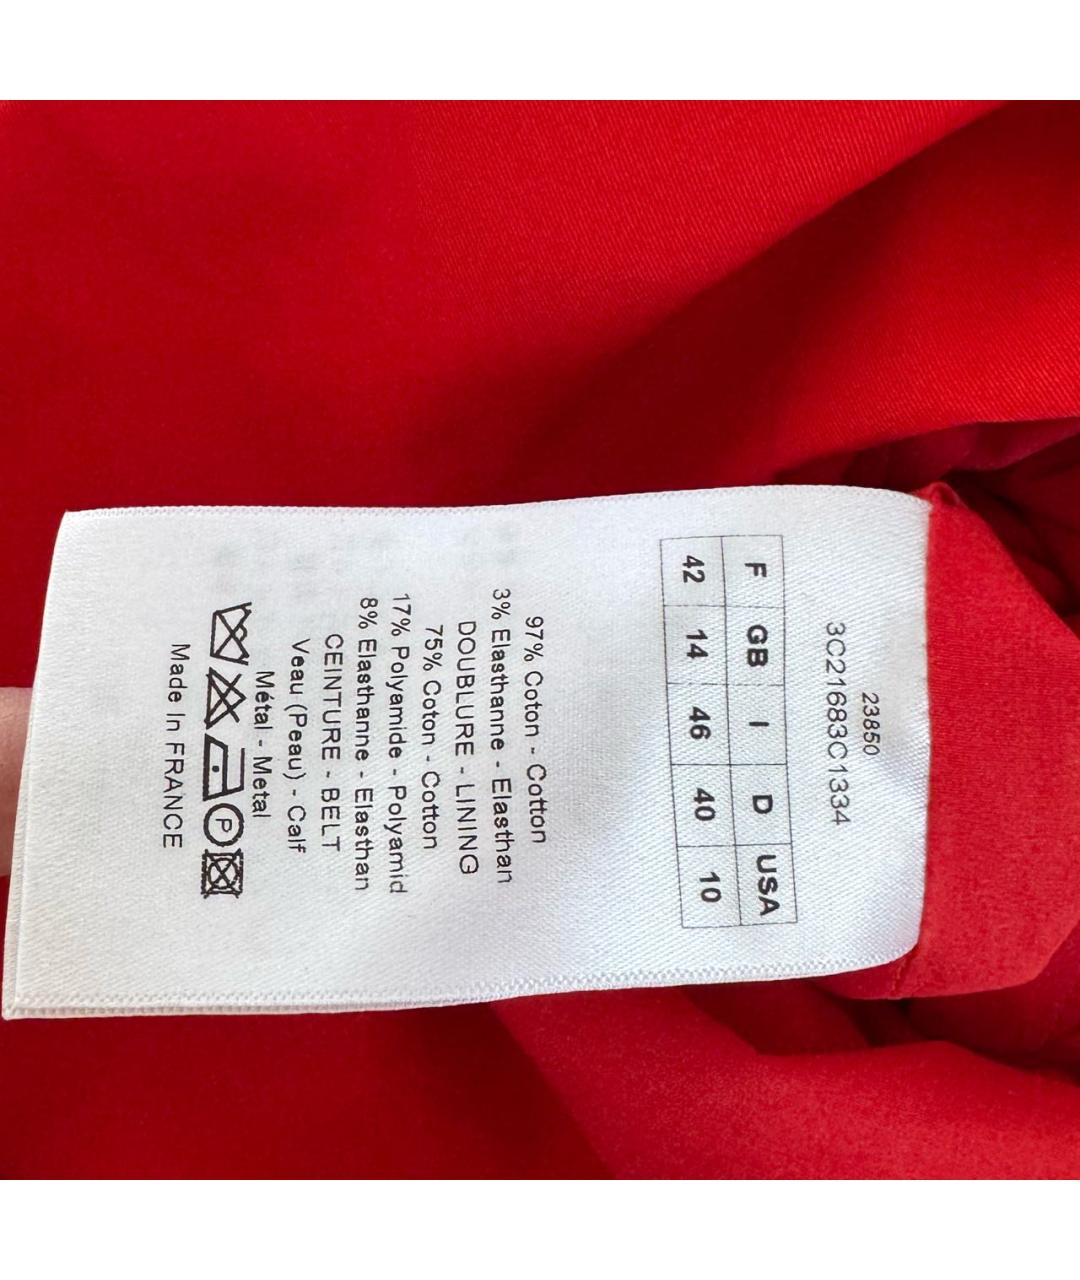 23850
3C21683C1334
F GB I D USA
42 14 46 40 10
97% Coton - Cotton
3% Elasthanne - Elasthan
DOUBLURE - LINING
75% Coton - Cotton
17% Polyamide - Polyamid
8% Elasthanne - Elasthan
CEINTURE - BELT
Veau (Peau) - Calf
Métal - Metal
P
Made In FRANCE